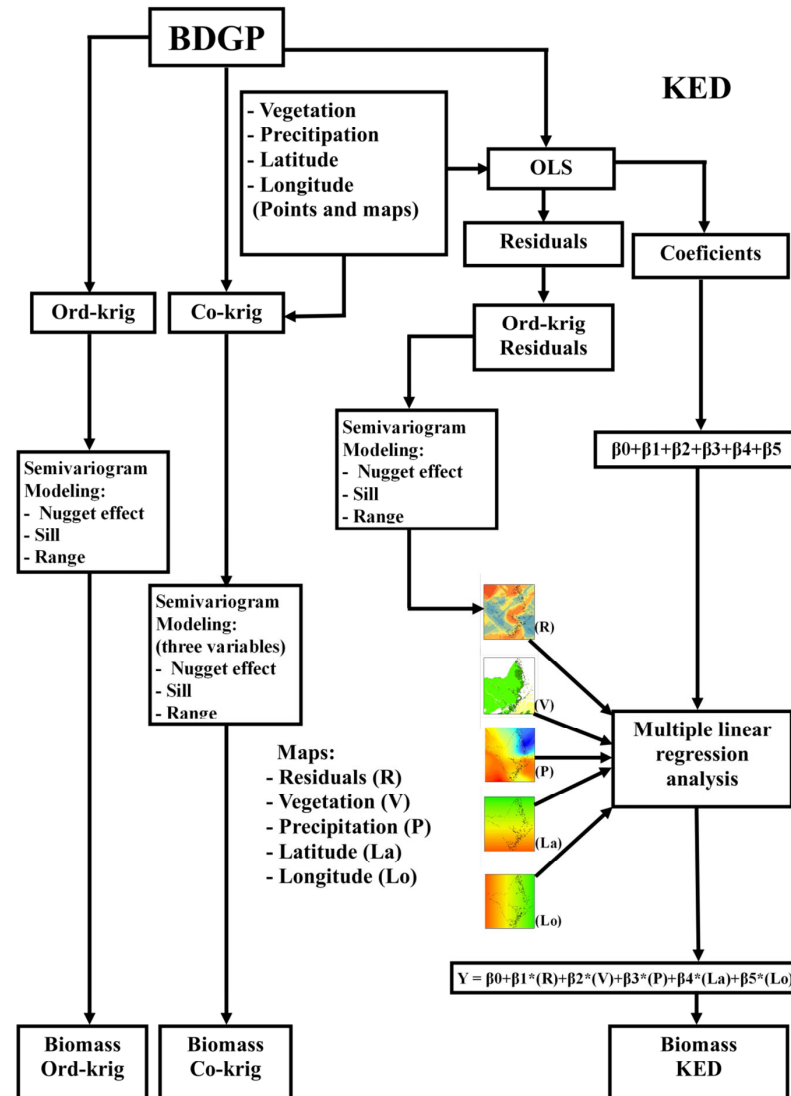 BDGP
KED
- Vegetation
- Precitipation
- Latitude
- Longitude
(Points and maps)
OLS
Residuals
Coeficients
Ord-krig
Co-krig
Ord-krig
Residuals
Semivariogram
Modeling:
- Nugget effect
- Sill
- Range
β0+β1+β2+β3+β4+β5
Semivariogram
Modeling:
- Nugget effect
- Sill
- Range
Semivariogram
Modeling:
(three variables)
- Nugget effect
- Sill
- Range
(R)
(V)
(P)
(La)
(Lo)
Multiple linear
regression
analysis
Maps:
- Residuals (R)
- Vegetation (V)
- Precipitation (P)
- Latitude (La)
- Longitude (Lo)
Y = β0+β1*(R)+β2*(V)+β3*(P)+β4*(La)+β5*(Lo)
Biomass
Ord-krig
Biomass
Co-krig
Biomass
KED